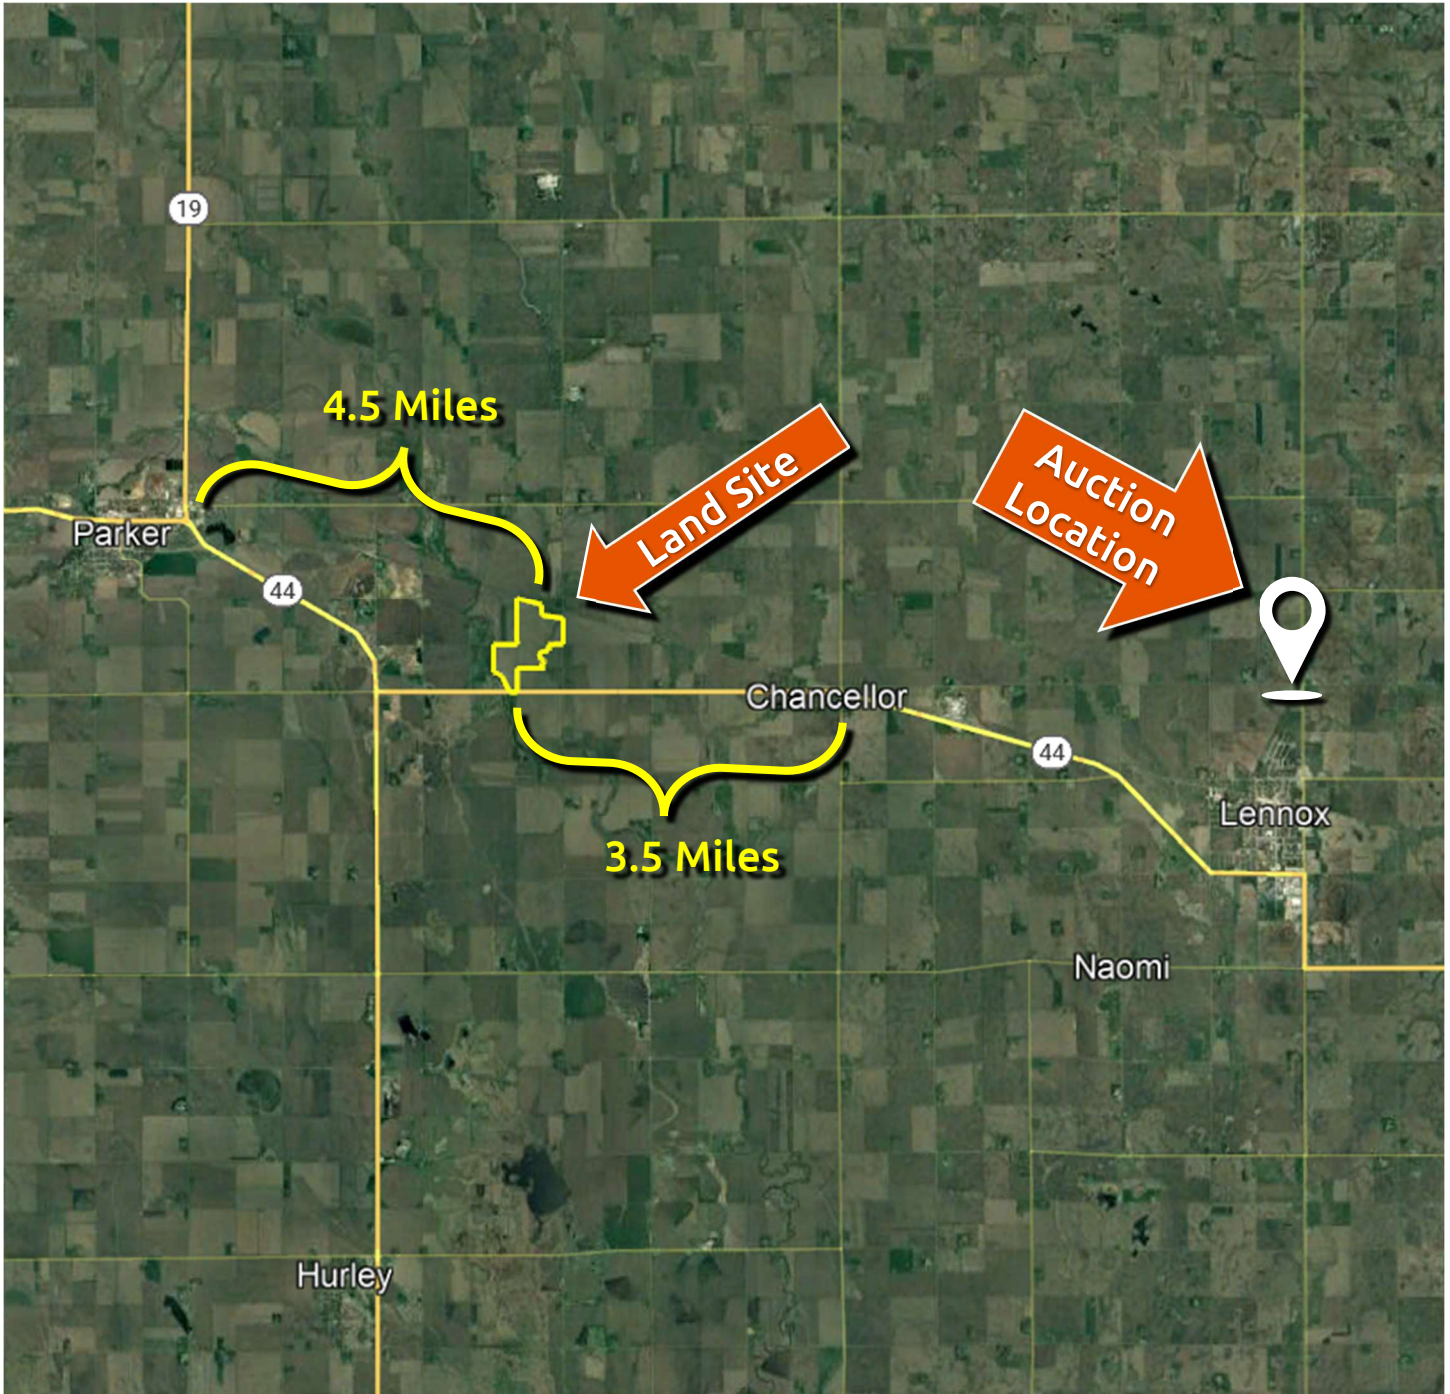 19
4.5 Miles
Land Site
Auction
Location
Parker
44
Chancellor
44
Lennox
3.5 Miles
Naomi
Hurley